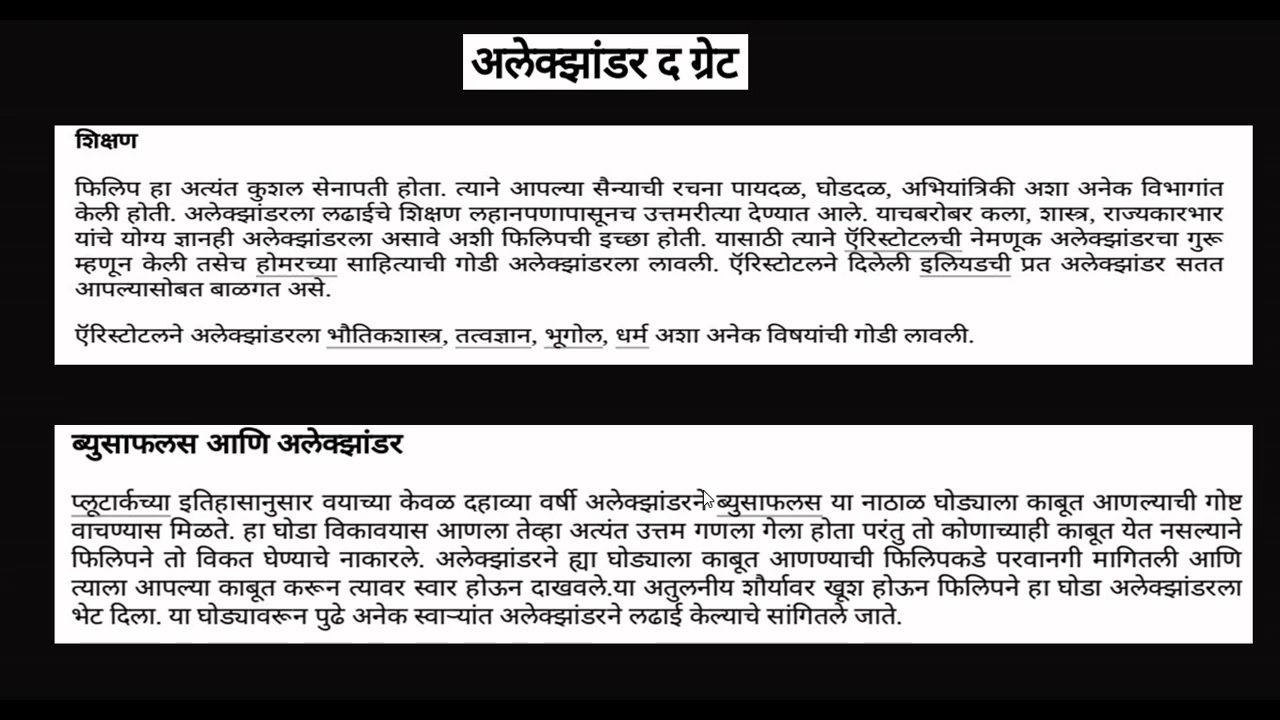 अलेक्झांडर द ग्रेट
शिक्षण
फिलिप हा अत्यंत कुशल सेनापती होता. त्याने आपल्या सैन्याची रचना पायदळ, घोडदळ, अभियांत्रिकी अशा अनेक विभागांत
केली होती. अलेक्झांडरला लढाईचे शिक्षण लहानपणापासूनच उत्तमरीत्या देण्यात आले. याचबरोबर कला, शास्त्र, राज्यकारभार
यांचे योग्य ज्ञानही अलेक्झांडरला असावे अशी फिलिपची इच्छा होती. यासाठी त्याने ऍरिस्टोटलची नेमणूक अलेक्झांडरचा गुरू
म्हणून केली तसेच होमरच्या साहित्याची गोडी अलेक्झांडरला लावली. ऍरिस्टोटलने दिलेली इलियडची प्रत अलेक्झांडर सतत
आपल्यासोबत बाळगत असे.
ऍरिस्टोटलने अलेक्झांडरला भौतिकशास्त्र, तत्वज्ञान, भूगोल, धर्म अशा अनेक विषयांची गोडी लावली.
ब्युसाफलस आणि अलेक्झांडर
प्लूटार्कच्या इतिहासानुसार वयाच्या केवळ दहाव्या वर्षी अलेक्झांडरने ब्युसाफलस या नाठाळ घोड्याला काबूत आणल्याची गोष्ट
वाचण्यास मिळते. हा घोडा विकावयास आणला तेव्हा अत्यंत उत्तम गणला गेला होता परंतु तो कोणाच्याही काबूत येत नसल्याने
फिलिपने तो विकत घेण्याचे नाकारले. अलेक्झांडरने ह्या घोड्याला काबूत आणण्याची फिलिपकडे परवानगी मागितली आणि
त्याला आपल्या काबूत करून त्यावर स्वार होऊन दाखवले.या अतुलनीय शौर्यावर खूश होऊन फिलिपने हा घोडा अलेक्झांडरला
भेट दिला. या घोड्यावरून पुढे अनेक स्वाऱ्यांत अलेक्झांडरने लढाई केल्याचे सांगितले जाते.